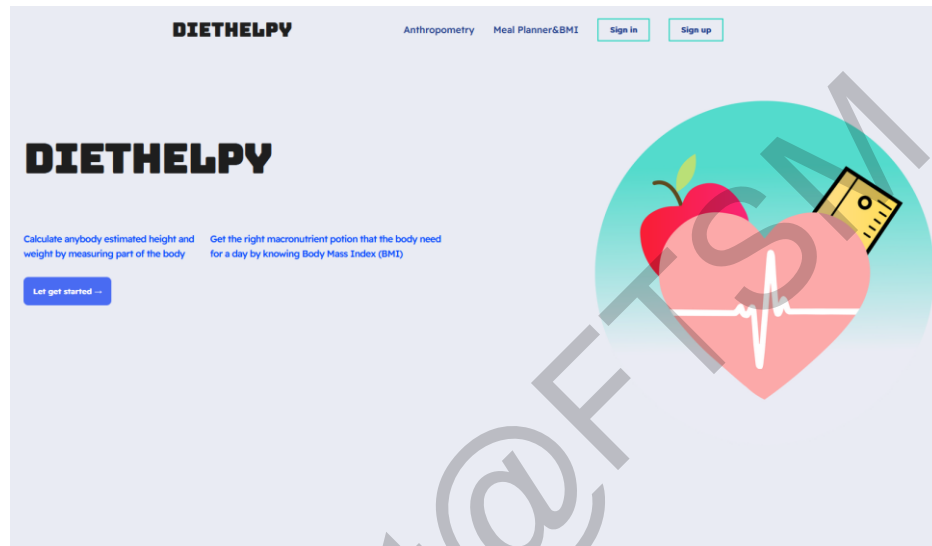 DIETHELPY
Anthropometry
Meal Planner&BMI
Sign in
Sign up
DIETHELPY
Calculate anybody estimated height and
weight by measuring part of the body
Get the right macronutrient potion that the body need
for a day by knowing Body Mass Index (BMI)
Let get started →
t@FTSM